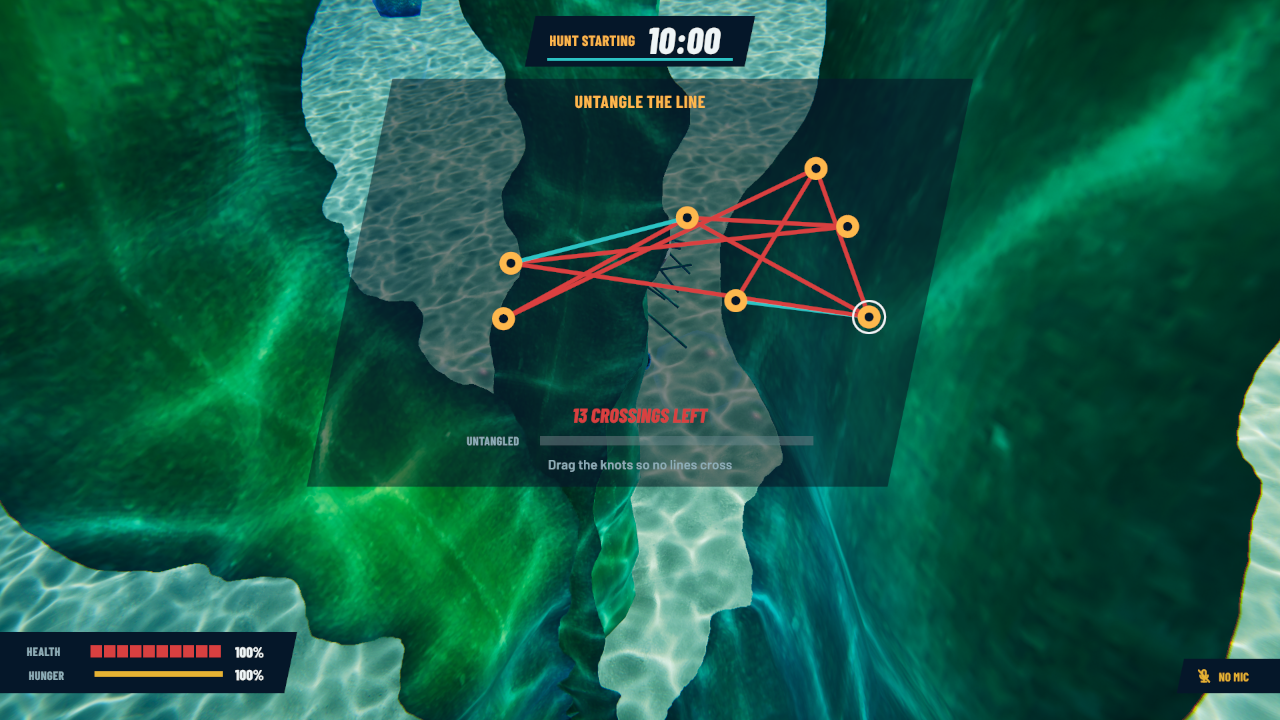 HUNT STARTING 10:00
UNTANGLE THE LINE
13 CROSSINGS LEFT
UNTANGLED
Drag the knots so no lines cross
HEALTH 100%
HUNGER 100%
NO MIC